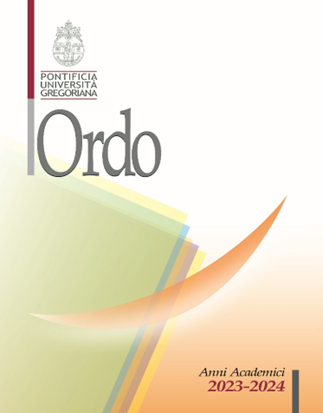 PONTIFICIA
UNIVERSITÀ
GREGORIANA
Ordo
Anni Academici
2023-2024